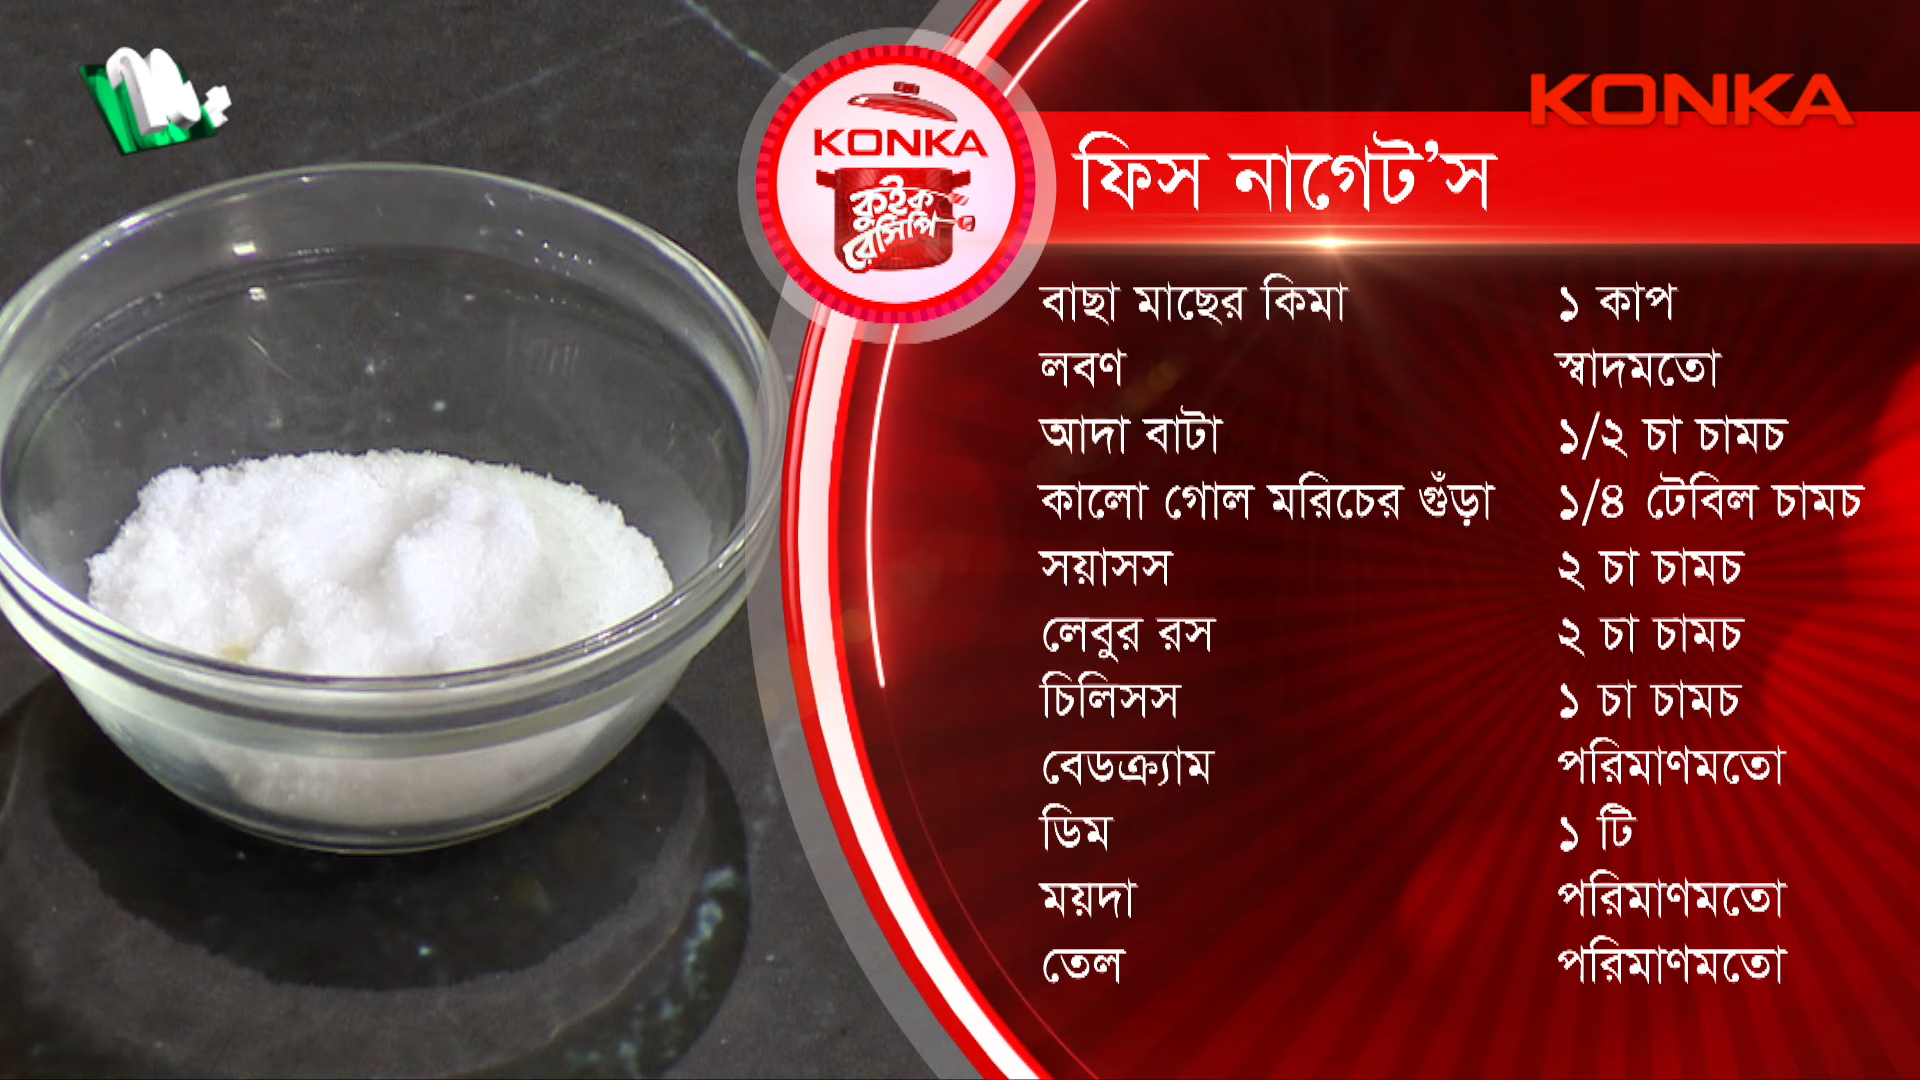 KONKA
KONKA
কুইক
রেসিপি
ফিস নাগেট’স
বাছা মাছের কিমা ১ কাপ
লবণ স্বাদমতো
আদা বাটা ১/২ চা চামচ
কালো গোল মরিচের গুঁড়া ১/৪ টেবিল চামচ
সয়াসস ২ চা চামচ
লেবুর রস ২ চা চামচ
চিলিসস ১ চা চামচ
বেডক্র্যাম পরিমাণমতো
ডিম ১ টি
ময়দা পরিমাণমতো
তেল পরিমাণমতো